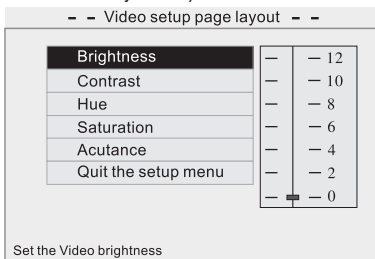 - - Video setup page layout - -
Brightness
Contrast
Hue
Saturation
Acutance
Quit the setup menu
12
10
8
6
4
2
0
Set the Video brightness